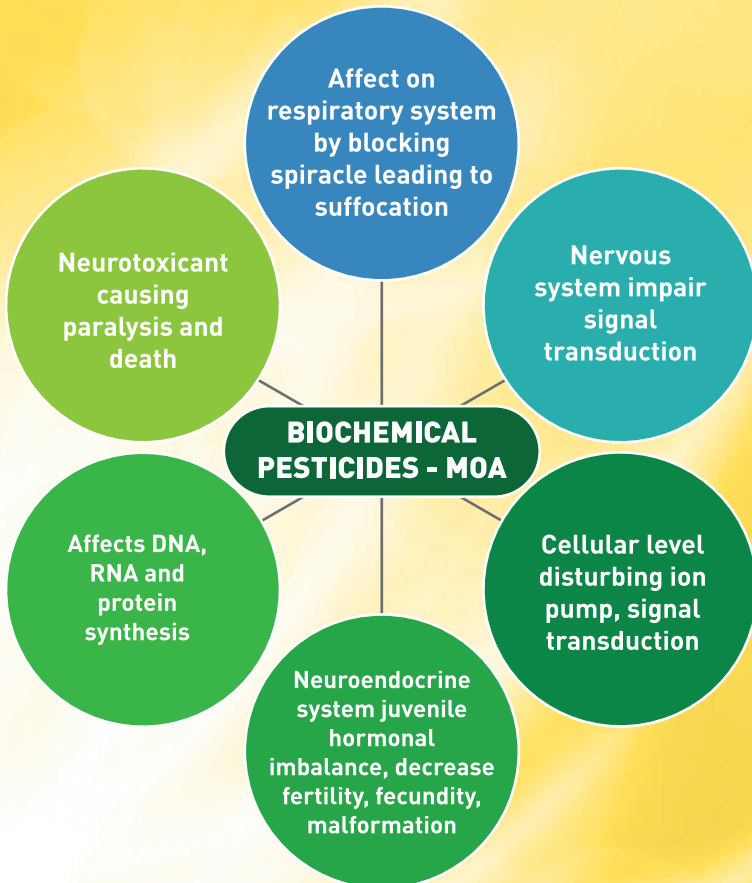 Affect on
respiratory system
by blocking
spiracle leading to
suffocation
Neurotoxicant
causing
paralysis and
death
Nervous
system impair
signal
transduction
BIOCHEMICAL
PESTICIDES - MOA
Affects DNA,
RNA and
protein
synthesis
Cellular level
disturbing ion
pump, signal
transduction
Neuroendocrine
system juvenile
hormonal
imbalance, decrease
fertility, fecundity,
malformation